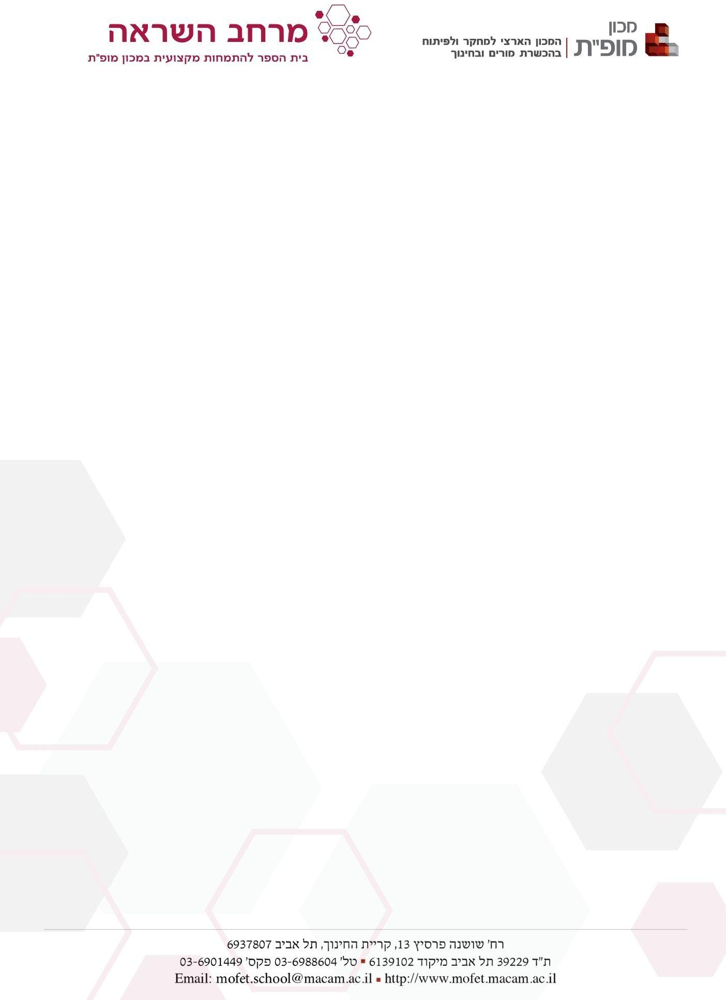 מכון
מופ"ת
המכון הארצי למחקר ולפיתוח
בהכשרת מורים ובחינוך
מרחב השראה
בית הספר להתמחות מקצועית במכון מופ"ת
רח' שושנה פרסיץ 13, קריית החינוך, תל אביב 6937807
ת"ד 39229 תל אביב מיקוד 6139102 ▪ טל' 03-6988604 פקס' 03-6901449
Email: mofet.school@macam.ac.il ▪ http://www.mofet.macam.ac.il